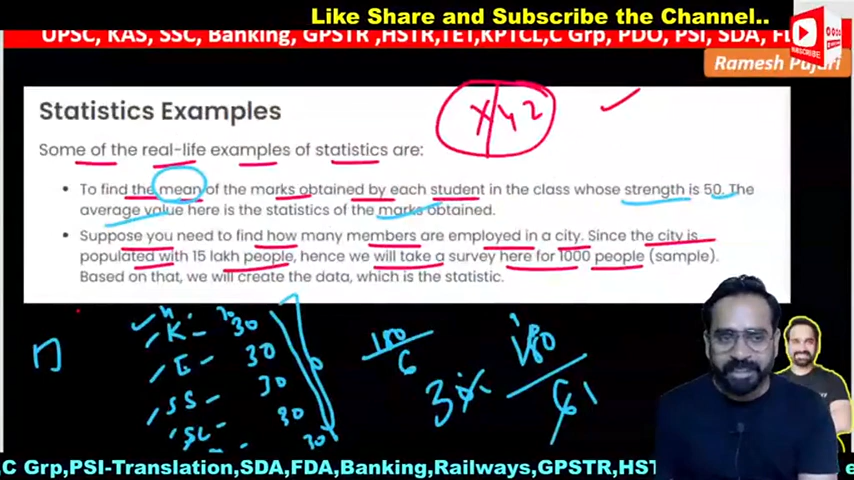 Like Share and Subscribe the Channel..
UPSC, KAS, SSC, Banking, GPSTR ,HSTR,TET,KPTCL,C Grp, PDO, PSI, SDA, F
SUBSCRIBE
Ramesh Pujari
Statistics Examples
Some of the real-life examples of statistics are:
• To find the mean of the marks obtained by each student in the class whose strength is 50. The
average value here is the statistics of the marks obtained.
• Suppose you need to find how many members are employed in a city. Since the city is
populated with 15 lakh people, hence we will take a survey here for 1000 people (sample).
Based on that, we will create the data, which is the statistic.
K - 30
E - 30
SS - 30
SC - 30
30
180
6
30
180
6
,C Grp,PSI-Translation,SDA,FDA,Banking,Railways,GPSTR,HST